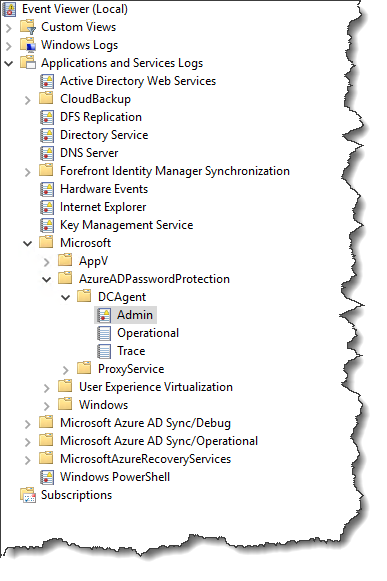 Event Viewer (Local)
Custom Views
Windows Logs
Applications and Services Logs
Active Directory Web Services
CloudBackup
DFS Replication
Directory Service
DNS Server
Forefront Identity Manager Synchronization
Hardware Events
Internet Explorer
Key Management Service
Microsoft
AppV
AzureADPasswordProtection
DCAgent
Admin
Operational
Trace
ProxyService
User Experience Virtualization
Windows
Microsoft Azure AD Sync/Debug
Microsoft Azure AD Sync/Operational
MicrosoftAzureRecoveryServices
Windows PowerShell
Subscriptions